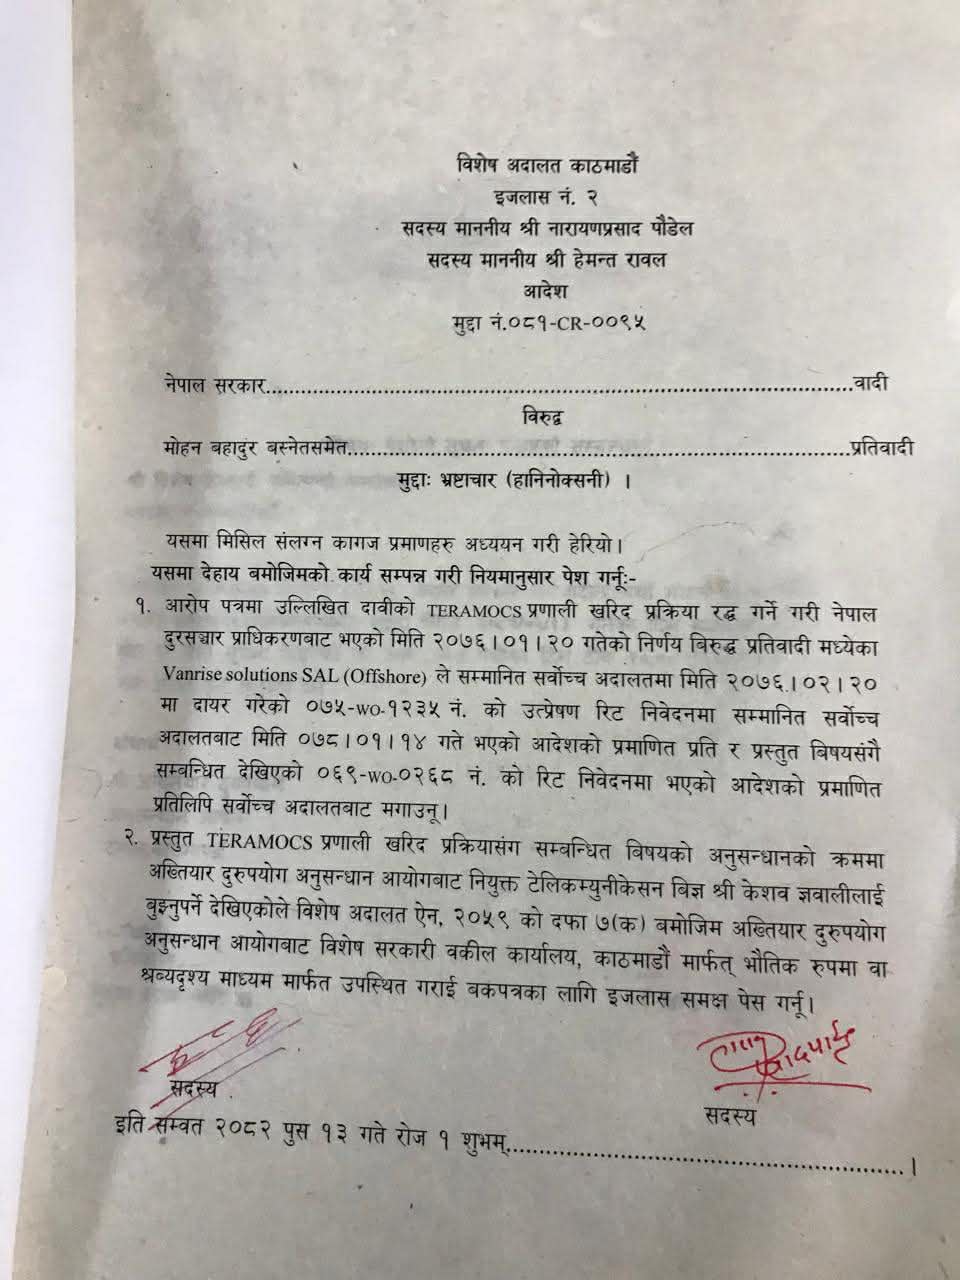 विशेष अदालत काठमाडौं
इजलास नं. २
सदस्य माननीय श्री नारायणप्रसाद पौडेल
सदस्य माननीय श्री हेमन्त रावल
आदेश
मुद्दा नं.०८१-CR-००९५
नेपाल सरकार....................................................................................................वादी
विरुद्व
मोहन बहादुर बस्नेतसमेत....................................................................................प्रतिवादी
मुद्दाः भ्रष्टाचार (हानिनोक्सनी) ।
यसमा मिसिल संलग्न कागज प्रमाणहरु अध्ययन गरी हेरियो।
यसमा देहाय बमोजिमको कार्य सम्पन्न गरी नियमानुसार पेश गर्नूः-
१. आरोप पत्रमा उल्लिखित दावीको TERAMOCS प्रणाली खरिद प्रक्रिया रद्ध गर्ने गरी नेपाल
दुरसञ्चार प्राधिकरणबाट भएको मिति २०७६।०१।२० गतेको निर्णय विरुद्ध प्रतिवादी मध्येका
Vanrise solutions SAL (Offshore) ले सम्मानित सर्वोच्च अदालतमा मिति २०७६।०२।२०
मा दायर गरेको ०७५-WO-१२३५ नं. को उत्प्रेषण रिट निवेदनमा सम्मानित सर्वोच्च
अदालतबाट मिति ०७८।०१।१४ गते भएको आदेशको प्रमाणित प्रति र प्रस्तुत बिषयसंगै
सम्बन्धित देखिएको ०६९-WO-०२६८ नं. को रिट निवेदनमा भएको आदेशको प्रमाणित
प्रतिलिपि सर्वोच्च अदालतबाट मगाउनू।
२. प्रस्तुत TERAMOCS प्रणाली खरिद प्रक्रियासंग सम्बन्धित विषयको अनुसन्धानको क्रममा
अख्तियार दुरुपयोग अनुसन्धान आयोगबाट नियुक्त टेलिकम्युनीकेसन बिज्ञ श्री केशव ज्ञवालीलाई
बुझ्नुपर्ने देखिएकोले विशेष अदालत ऐन, २०५९ को दफा ७(क) बमोजिम अख्तियार दुरुपयोग
अनुसन्धान आयोगबाट विशेष सरकारी वकील कार्यालय, काठमाडौं मार्फत् भौतिक रुपमा वा
श्रब्यदृश्य माध्यम मार्फत उपस्थित गराई बकपत्रका लागि इजलास समक्ष पेस गर्नू।
सदस्य
सदस्य
इति सम्वत २०८२ पुस १३ गते रोज १ शुभम्..............................................................।